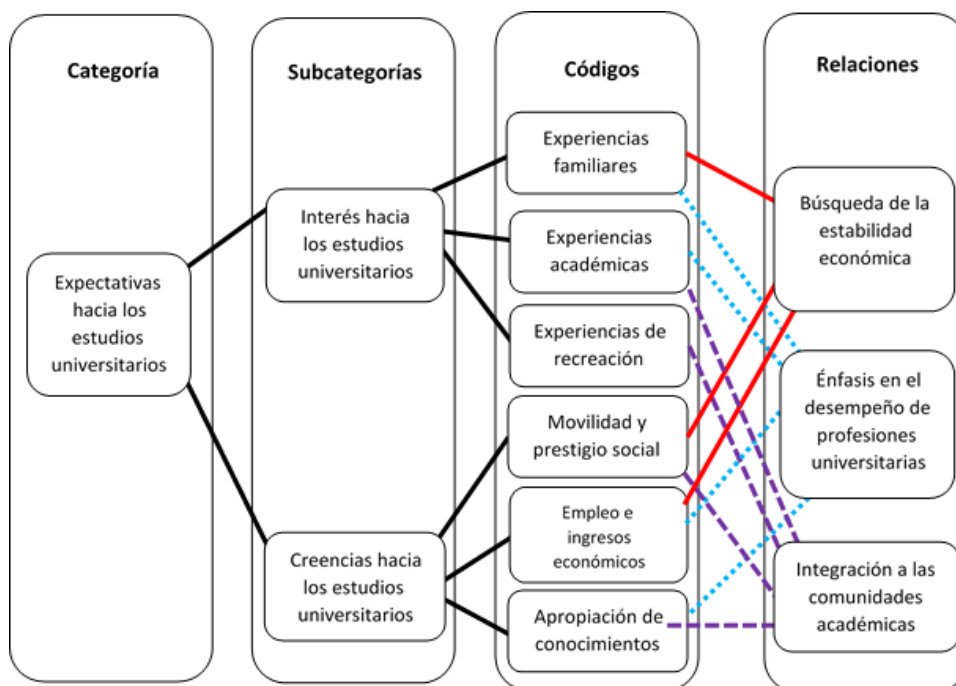 Categoría
Expectativas
hacia los
estudios
universitarios
Subcategorías
Interés hacia
los estudios
universitarios
Creencias hacia
los estudios
universitarios
Códigos
Experiencias
familiares
Experiencias
académicas
Experiencias de
recreación
Movilidad y
prestigio social
Empleo e
ingresos
económicos
Apropiación de
conocimientos
Relaciones
Búsqueda de la
estabilidad
económica
Énfasis en el
desempeño de
profesiones
universitarias
Integración a las
comunidades
académicas